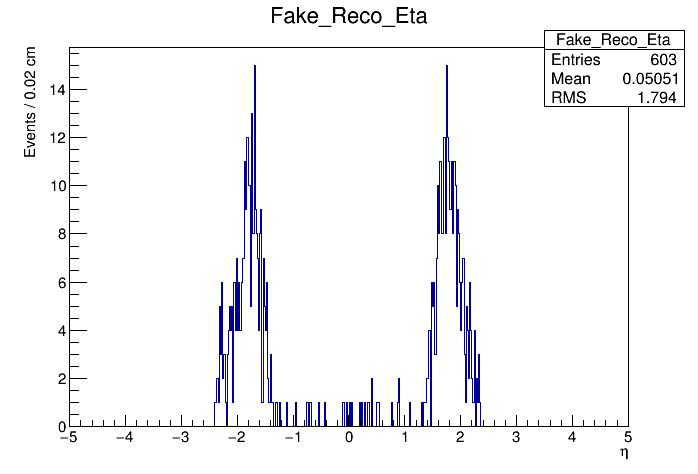 Fake_Reco_Eta
Fake_Reco_Eta
Entries 603
Mean 0.05051
RMS 1.794
Events / 0.02 cm
14
12
10
8
6
4
2
0
−5 −4 −3 −2 −1 0 1 2 3 4 5
η